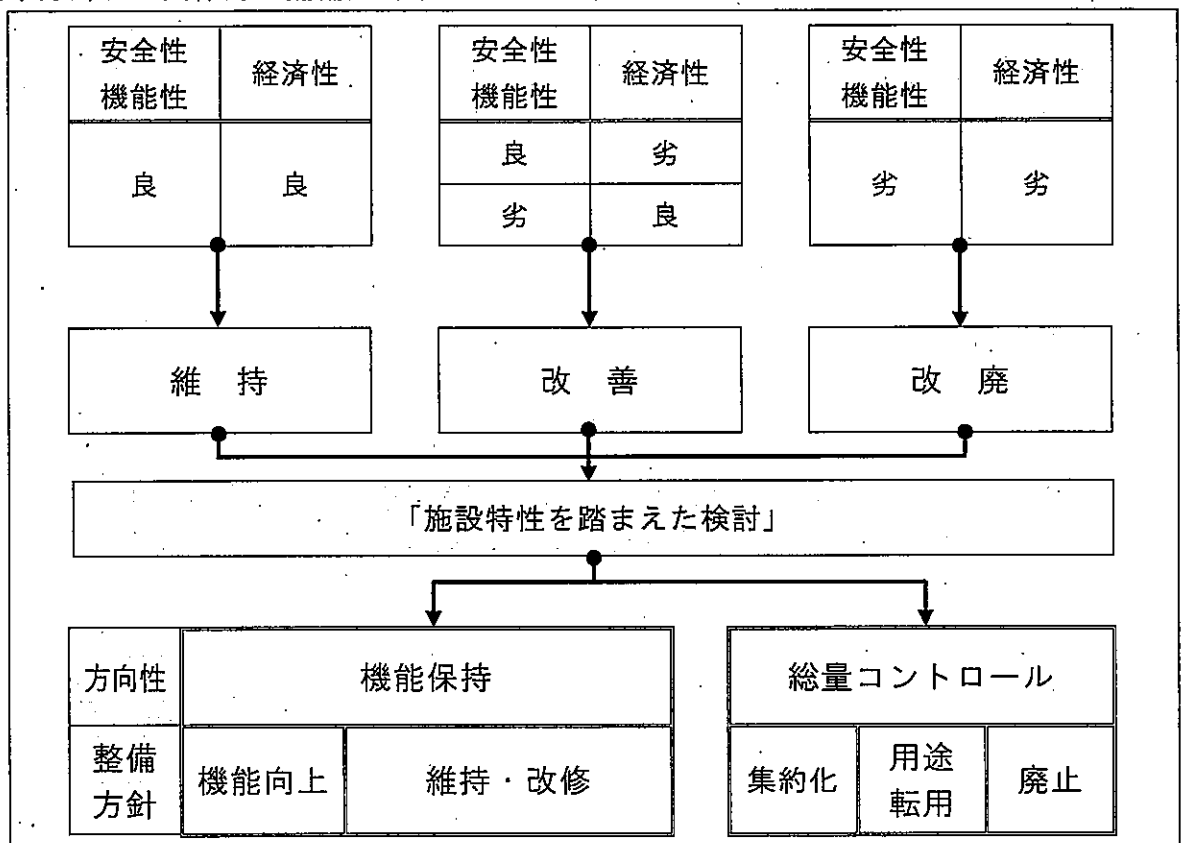 安全性
機能性
経済性
良
良
安全性
機能性
経済性
良
劣
劣
良
安全性
機能性
経済性
劣
劣
維 持
改 善
改 廃
「施設特性を踏まえた検討」
方向性
機能保持
総量コントロール
整備
方針
機能向上
維持・改修
集約化
用途
転用
廃止